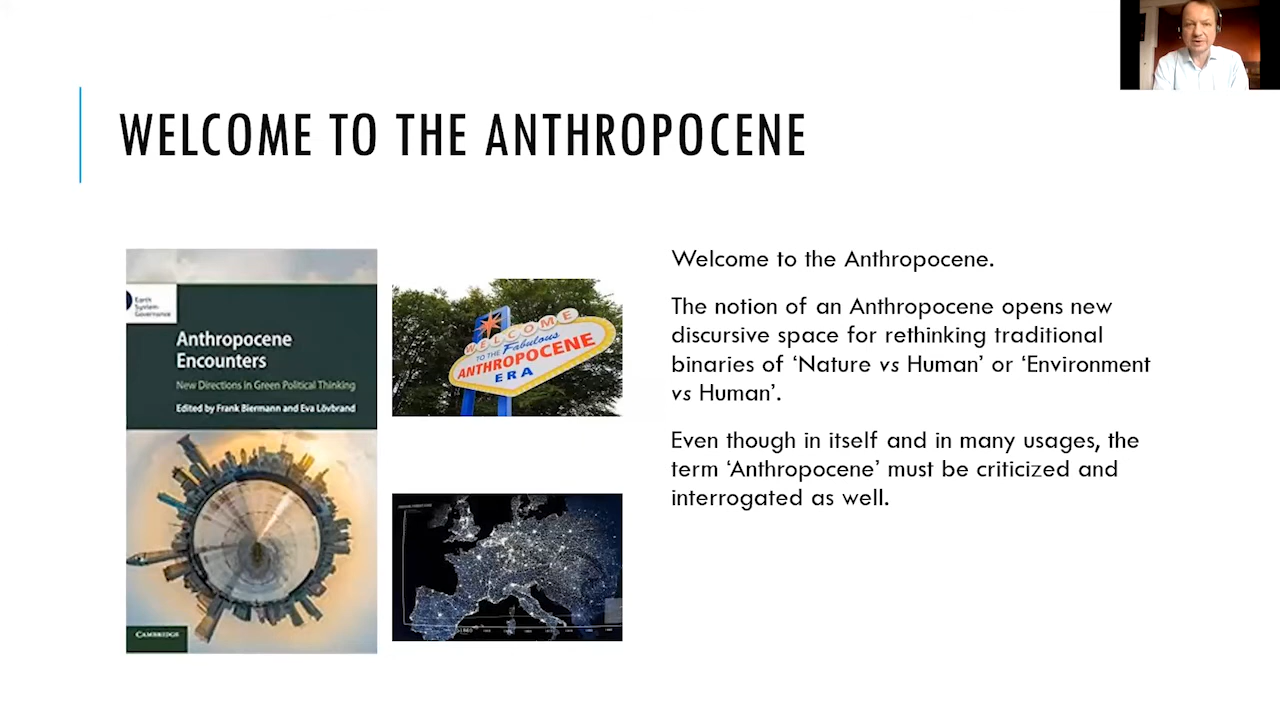 WELCOME TO THE ANTHROPOCENE
Earth
System
Governance
Anthropocene
Encounters
New Directions in Green Political Thinking
Edited by Frank Biermann and Eva Lövbrand
CAMBRIDGE
WELCOME
TO THE Fabulous
ANTHROPOCENE
ERA
Welcome to the Anthropocene.
The notion of an Anthropocene opens new
discursive space for rethinking traditional
binaries of ‘Nature vs Human’ or ‘Environment
vs Human’.
Even though in itself and in many usages, the
term ‘Anthropocene’ must be criticized and
interrogated as well.